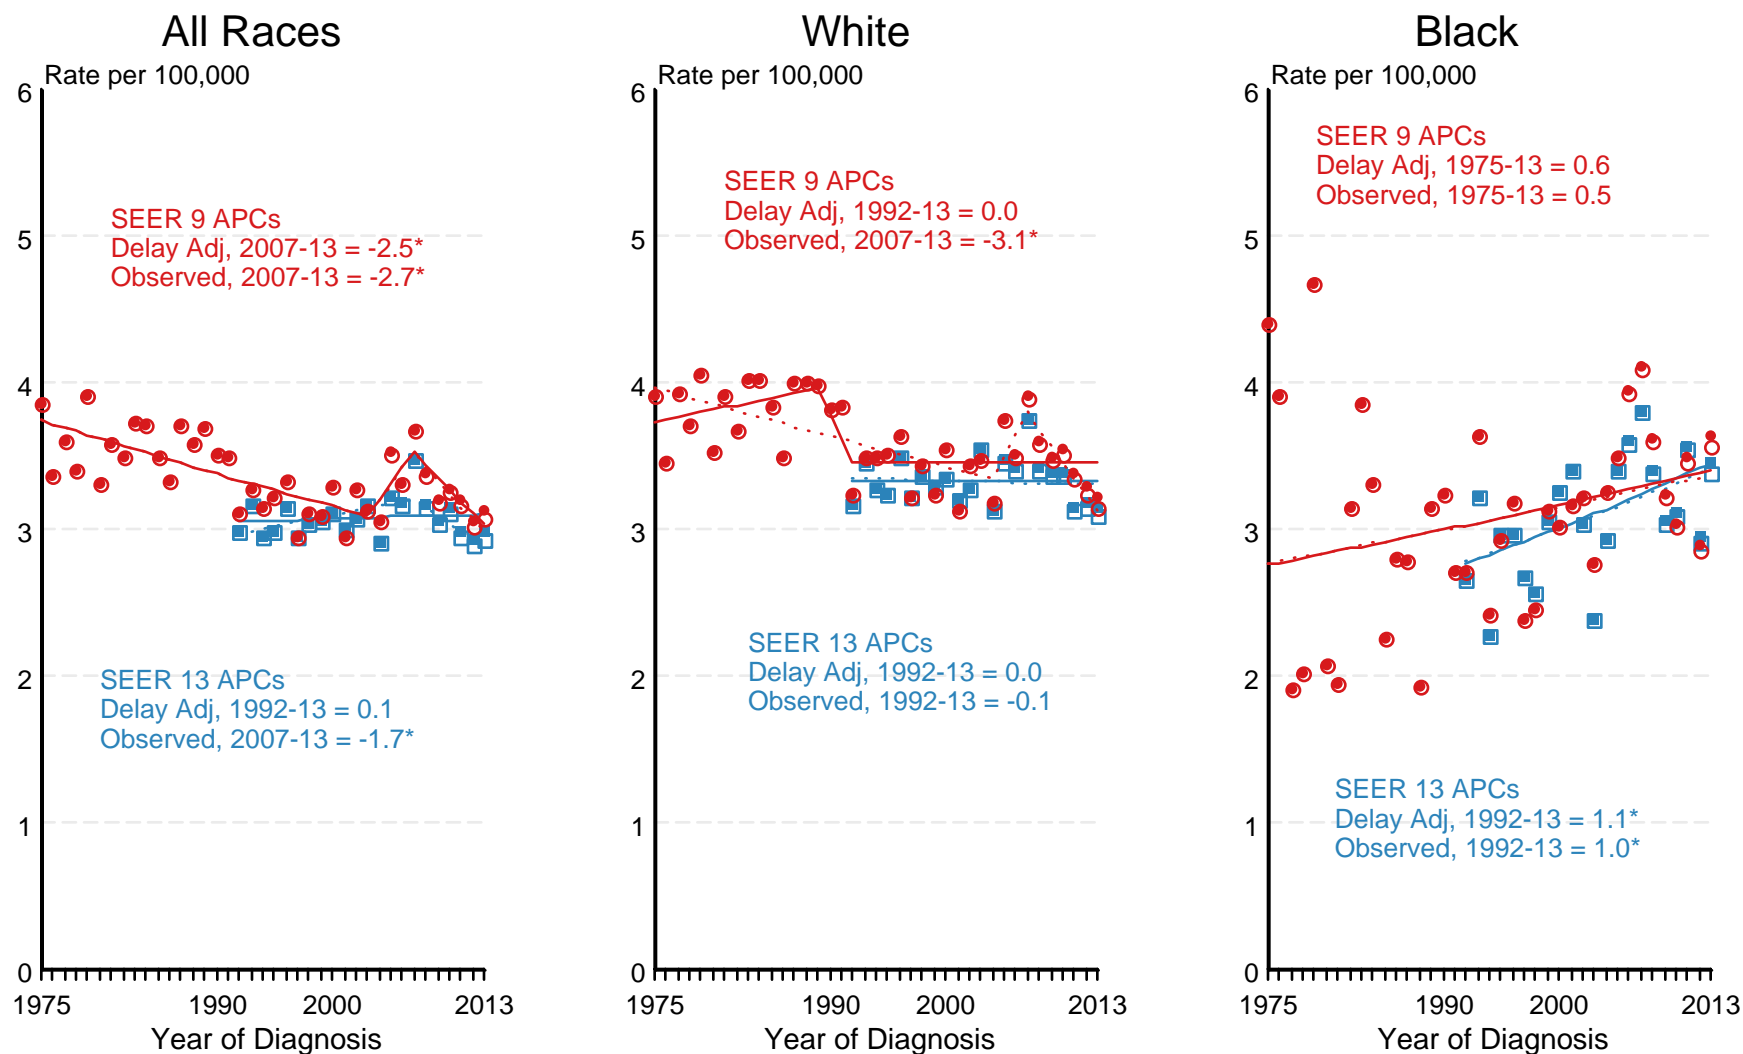 All Races
Rate per 100,000
6
5
4
3
2
1
0
SEER 9 APCs
Delay Adj, 2007-13 = -2.5*
Observed, 2007-13 = -2.7*
SEER 13 APCs
Delay Adj, 1992-13 = 0.1
Observed, 2007-13 = -1.7*
1975 1990 2000 2013
Year of Diagnosis
White
Rate per 100,000
6
5
4
3
2
1
0
SEER 9 APCs
Delay Adj, 1992-13 = 0.0
Observed, 2007-13 = -3.1*
SEER 13 APCs
Delay Adj, 1992-13 = 0.0
Observed, 1992-13 = -0.1
1975 1990 2000 2013
Year of Diagnosis
Black
Rate per 100,000
6
5
4
3
2
1
0
SEER 9 APCs
Delay Adj, 1975-13 = 0.6
Observed, 1975-13 = 0.5
SEER 13 APCs
Delay Adj, 1992-13 = 1.1*
Observed, 1992-13 = 1.0*
1975 1990 2000 2013
Year of Diagnosis